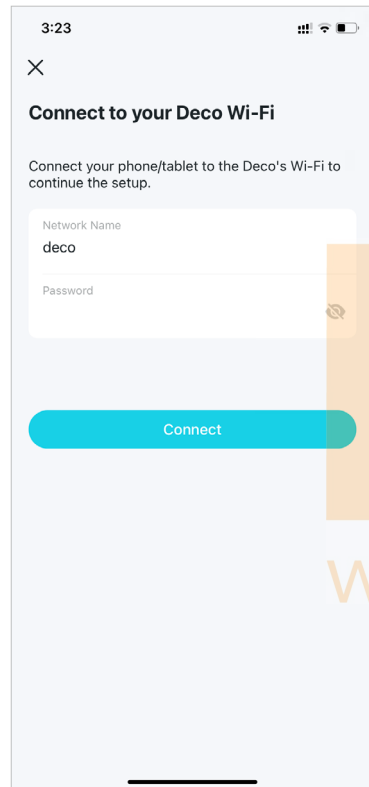 3:23
Connect to your Deco Wi-Fi
Connect your phone/tablet to the Deco's Wi-Fi to
continue the setup.
Network Name
deco
Password
Connect
W